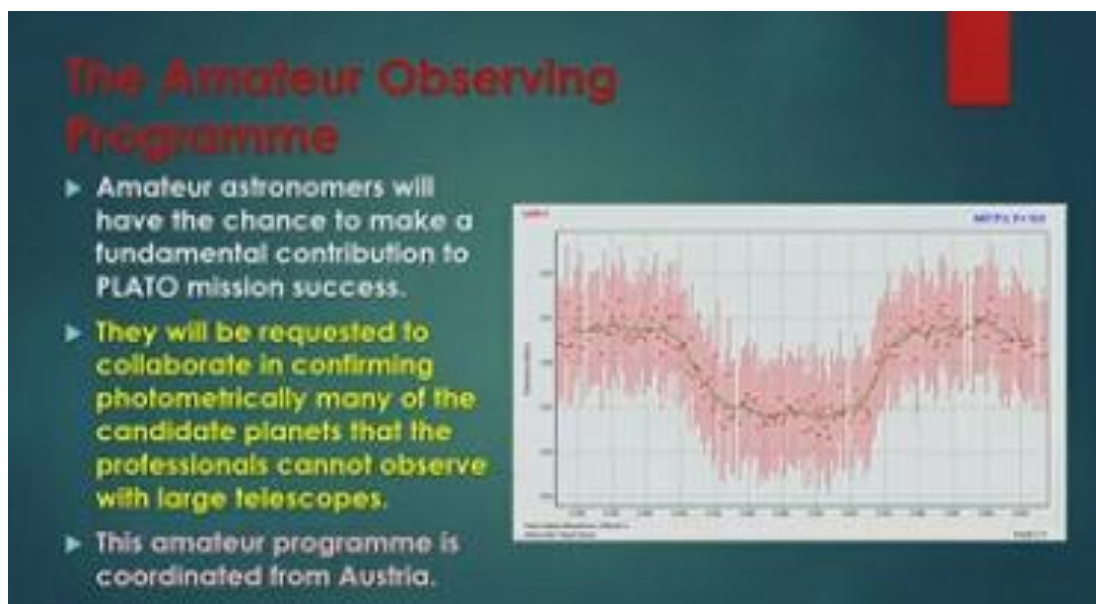 The Amateur Observing
Programme
Amateur astronomers will
have the chance to make a
fundamental contribution to
PLATO mission success.
They will be requested to
collaborate in confirming
photometrically many of the
candidate planets that the
professionals cannot observe
with large telescopes.
This amateur programme is
coordinated from Austria.